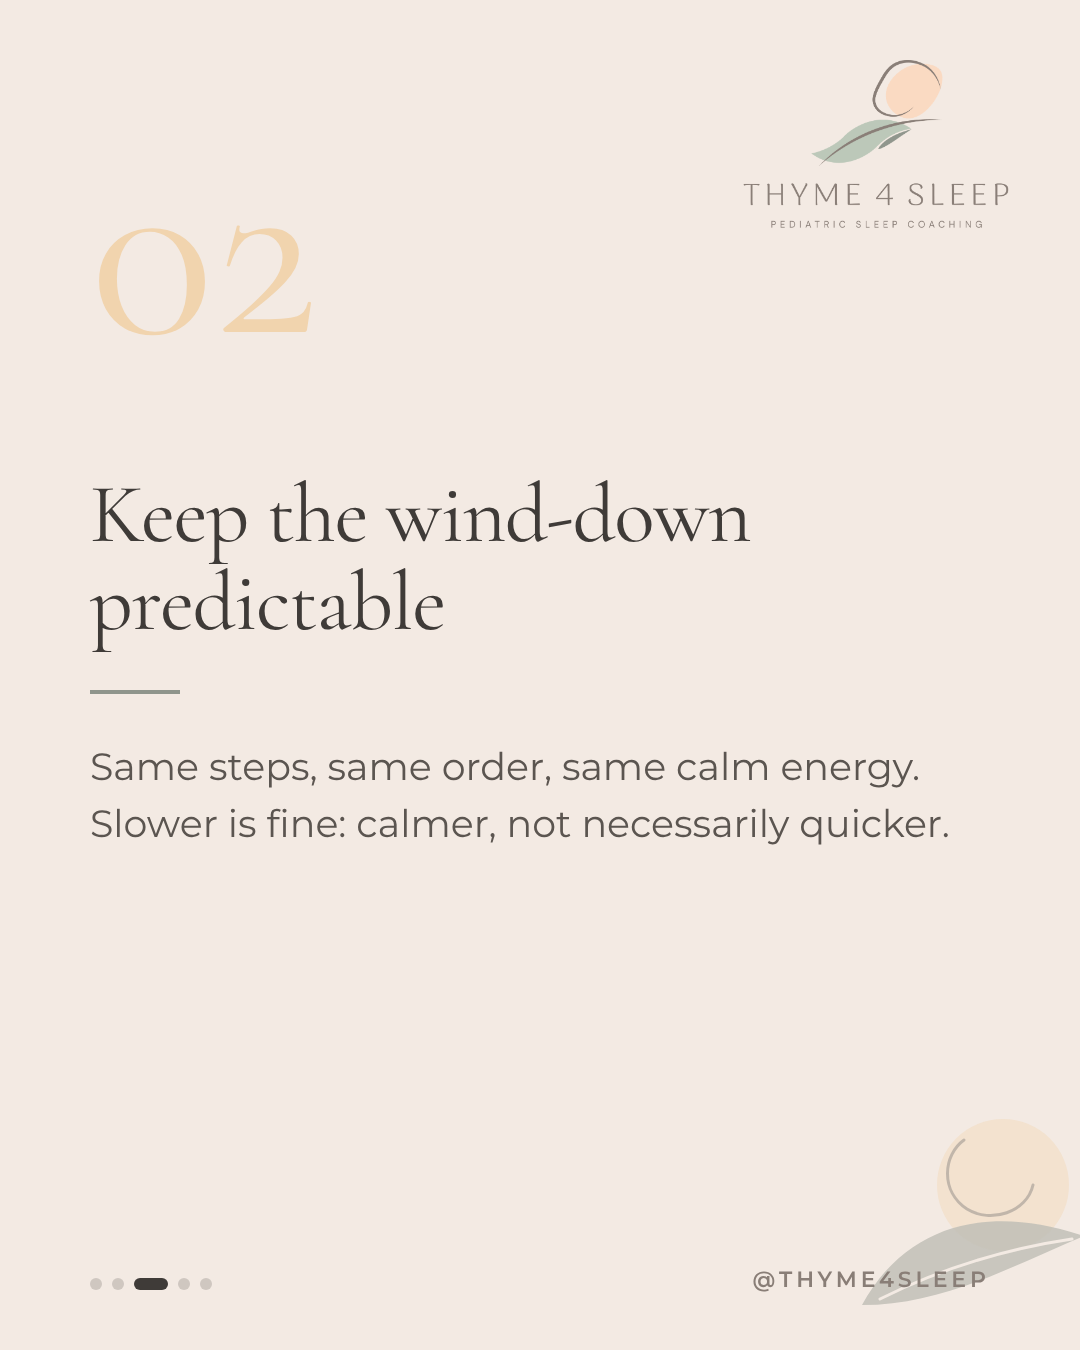 THYME 4 SLEEP
PEDIATRIC SLEEP COACHING
02
Keep the wind-down
predictable
Same steps, same order, same calm energy.
Slower is fine: calmer, not necessarily quicker.
@THYME4SLEEP